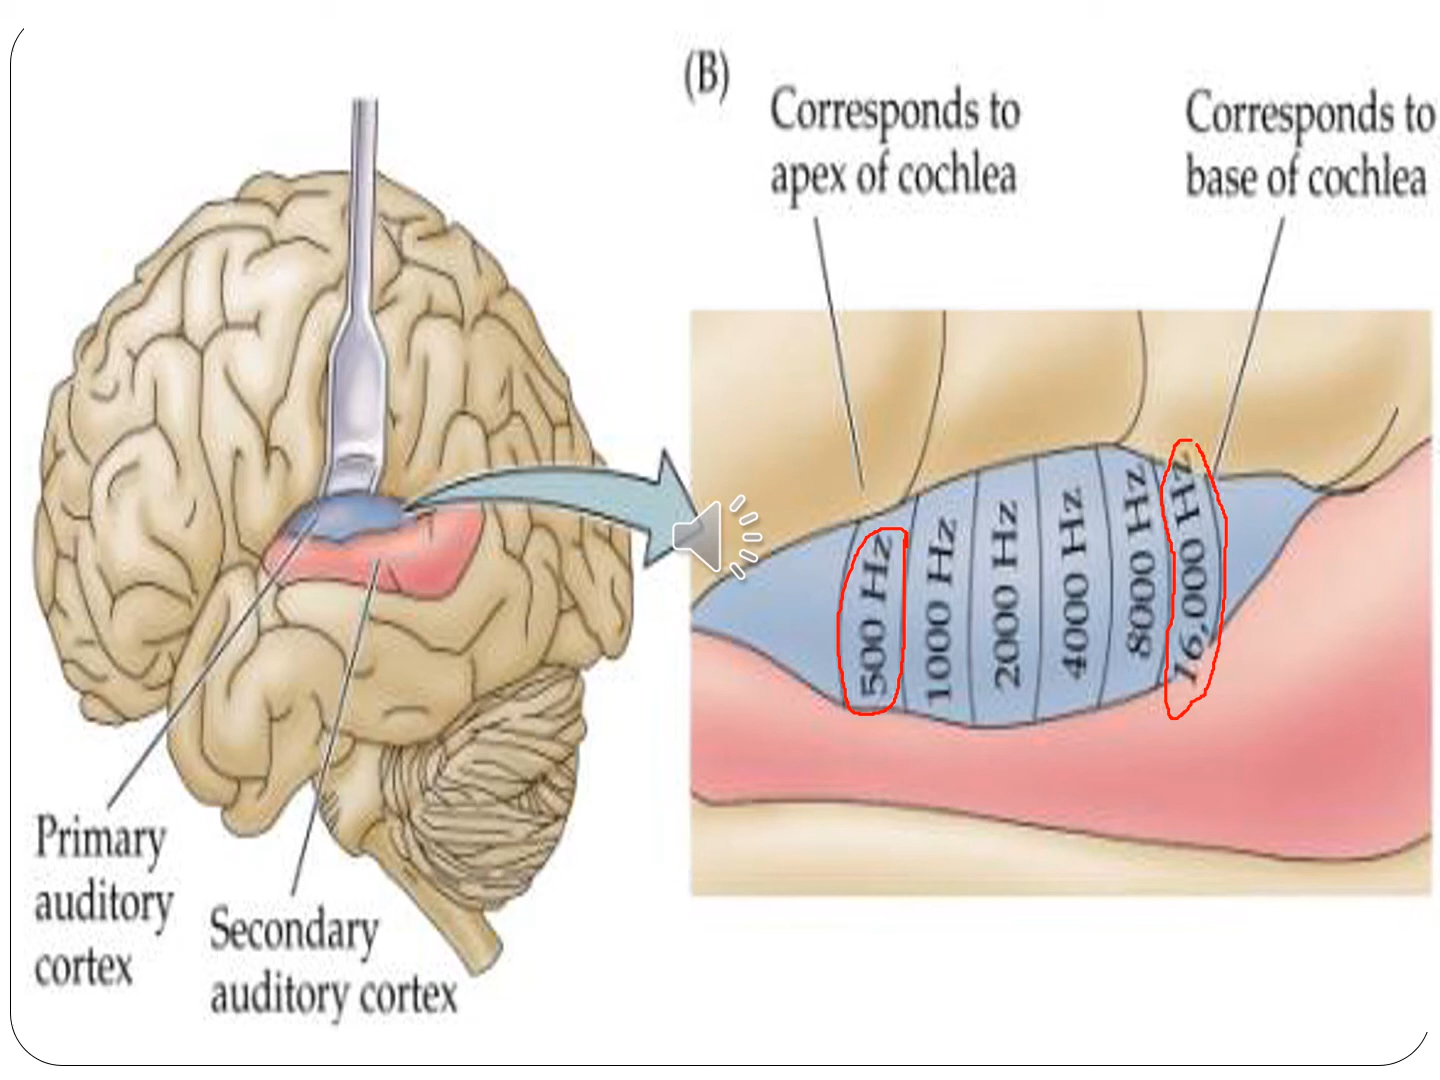 (B)
Corresponds to
apex of cochlea
Corresponds to
base of cochlea
500 Hz
1000 Hz
2000 Hz
4000 Hz
8000 Hz
16,000 Hz
Primary
auditory
cortex
Secondary
auditory cortex